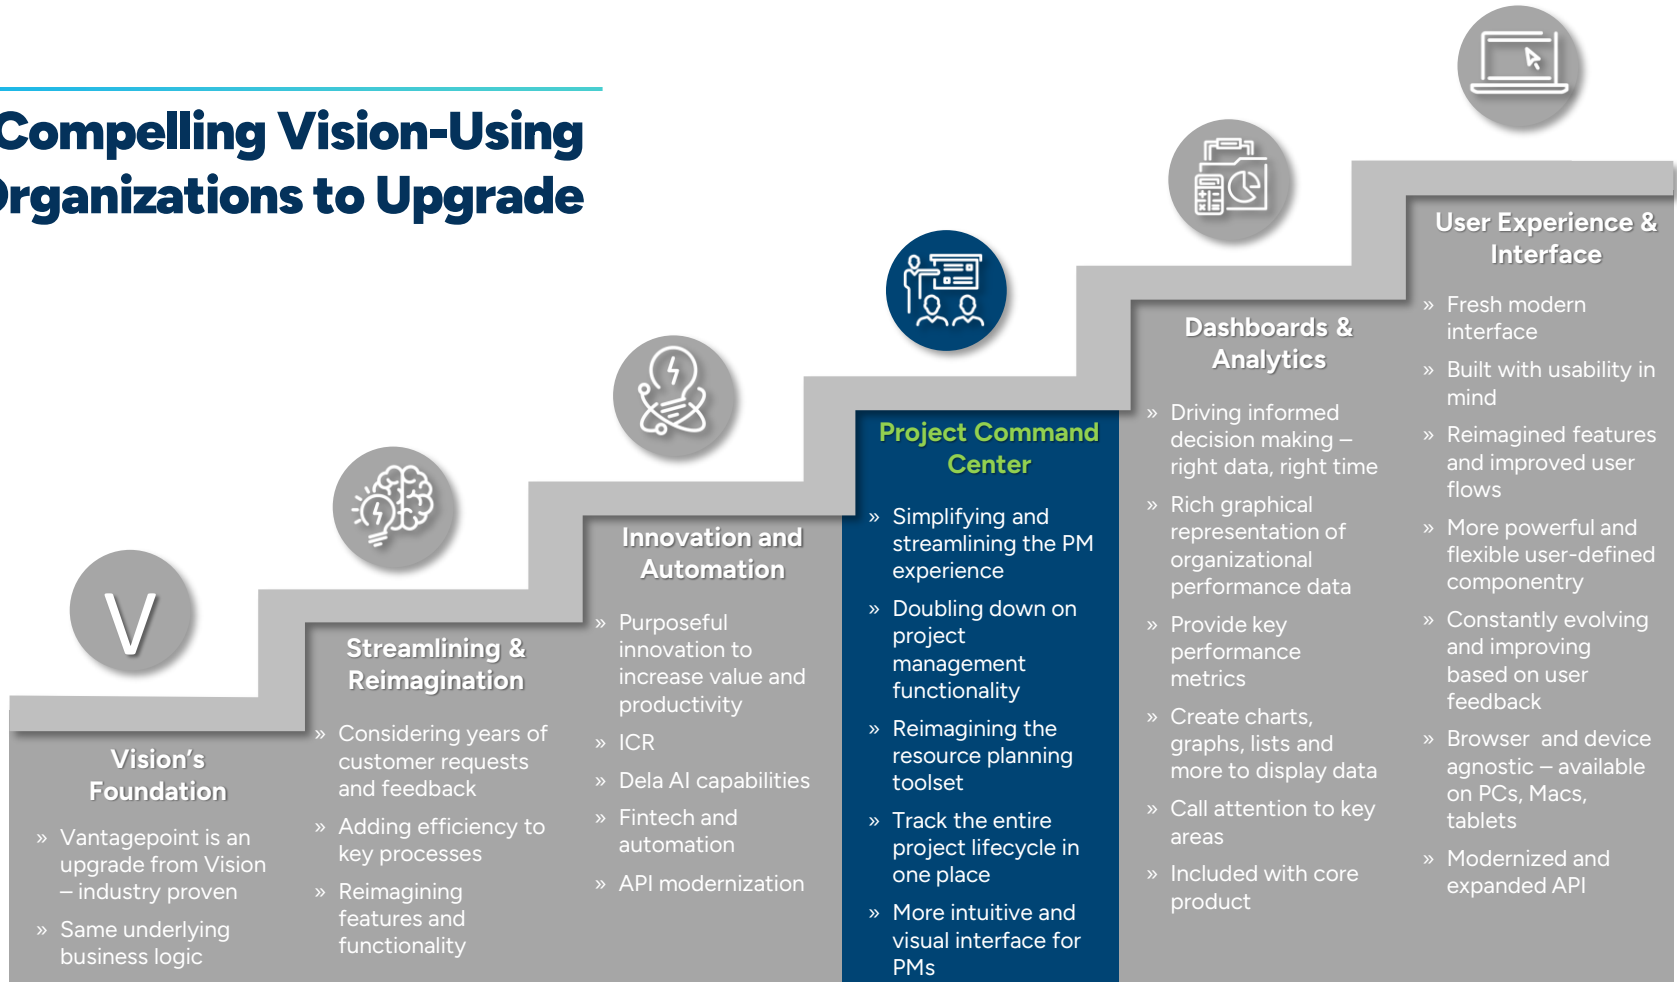 Compelling Vision-Using
Organizations to Upgrade
V
Vision's
Foundation
» Vantagepoint is an
upgrade from Vision
– industry proven
» Same underlying
business logic
Streamlining &
Reimagination
» Considering years of
customer requests
and feedback
» Adding efficiency to
key processes
» Reimagining
features and
functionality
Innovation and
Automation
» Purposeful
innovation to
increase value and
productivity
» ICR
» Dela AI capabilities
» Fintech and
automation
» API modernization
Project Command
Center
» Simplifying and
streamlining the PM
experience
» Doubling down on
project
management
functionality
» Reimagining the
resource planning
toolset
» Track the entire
project lifecycle in
one place
» More intuitive and
visual interface for
PMs
Dashboards &
Analytics
» Driving informed
decision making –
right data, right time
» Rich graphical
representation of
organizational
performance data
» Provide key
performance
metrics
» Create charts,
graphs, lists and
more to display data
» Call attention to key
areas
» Included with core
product
User Experience &
Interface
» Fresh modern
interface
» Built with usability in
mind
» Reimagined features
and improved user
flows
» More powerful and
flexible user-defined
componentry
» Constantly evolving
and improving
based on user
feedback
» Browser and device
agnostic – available
on PCs, Macs,
tablets
» Modernized and
expanded API